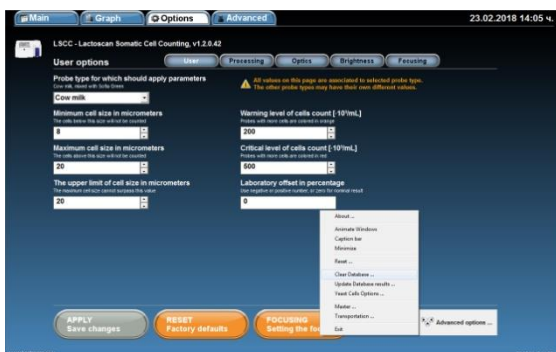 Main
Graph
Options
Advanced
23.02.2018 14:05 ч.
LSCC - Lactoscan Somatic Cell Counting, v1.2.0.42
User options
User
Processing
Optics
Brightness
Focusing
Probe type for which should apply parameters
Cow milk, mixed with Sofia Green
Cow milk
All values on this page are associated to selected probe type.
The other probe types may have their own different values.
Minimum cell size in micrometers
The cells below this size will not be counted
8
Warning level of cells count [·10³/mL]
Probes with more cells are colored in orange
200
Maximum cell size in micrometers
The cells above this size will not be counted
20
Critical level of cells count [·10³/mL]
Probes with more cells are colored in red
500
The upper limit of cell size in micrometers
The maximum cell size cannot surpass this value
20
Laboratory offset in percentage
Use negative or positive number, or zero for normal result
0
About ...
Animate Windows
Caption bar
Minimize
Reset ...
Clear Database ...
Update Database results ...
Yeast Cells Options ...
Master ...
Transportation ...
Exit
APPLY
Save changes
RESET
Factory defaults
FOCUSING
Setting the foc
Advanced options ...